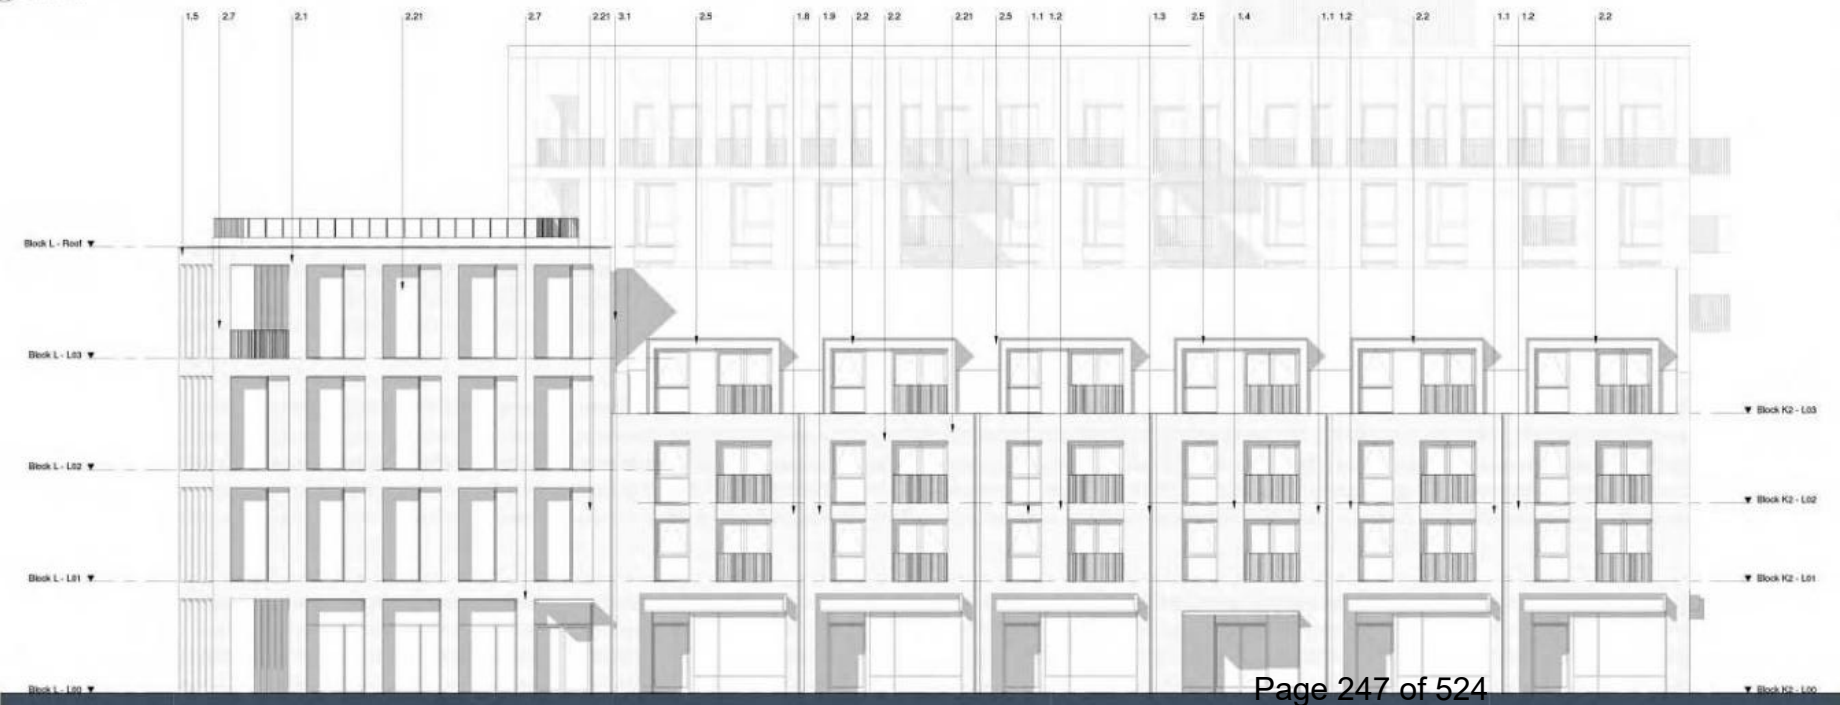 1.5 2.7 2.1 2.21 2.7 2.21 3.1 2.5 1.8 1.9 2.2 2.2 2.21 2.5 1.1 1.2 1.3 2.5 1.4 1.1 1.2 2.2 1.1 1.2 2.2
Block L - Roof
Block L - L03
Block K2 - L03
Block L - L02
Block K2 - L02
Block L - L01
Block K2 - L01
Block L - L00
Block K2 - L00
Page 247 of 524